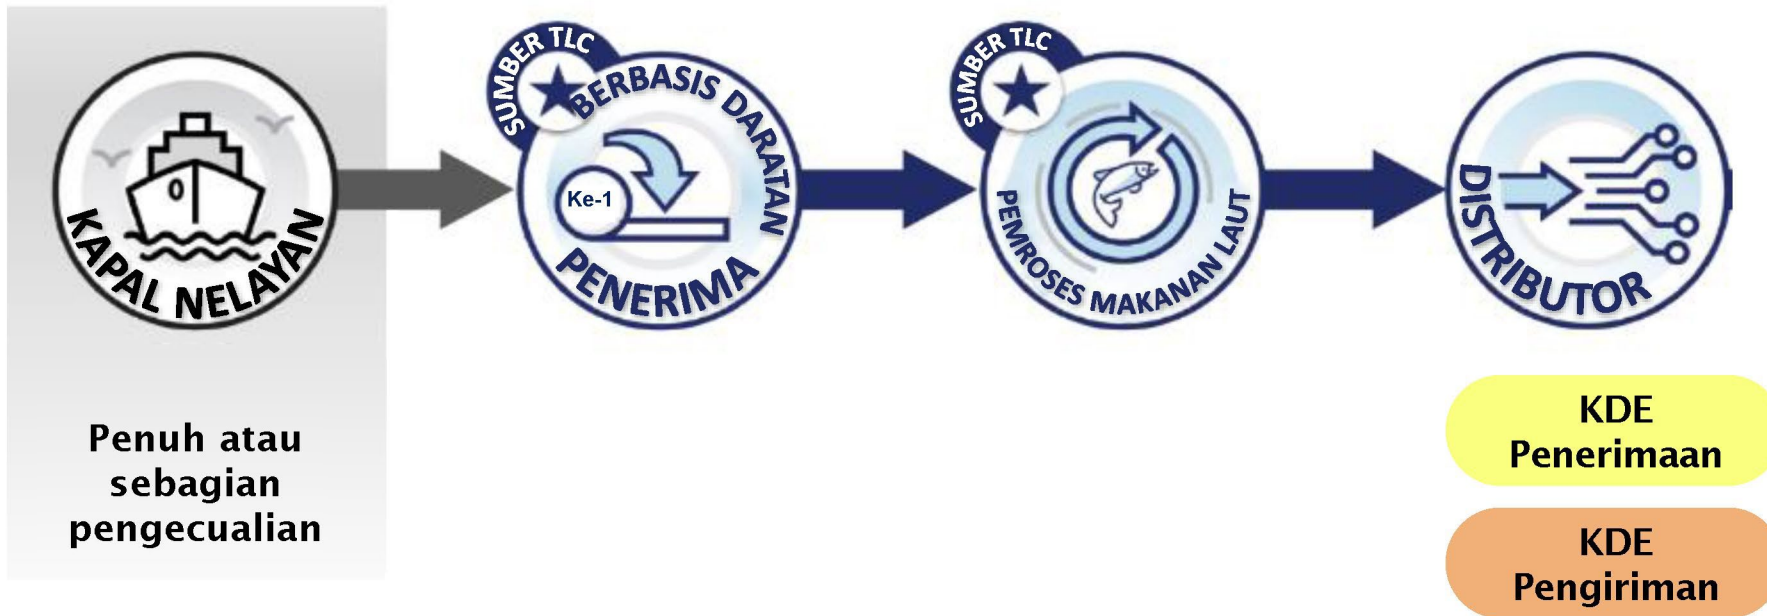 KAPAL NELAYAN
Penuh atau
sebagian
pengecualian
SUMBER TLC
BERBASIS DARATAN
Ke-1
PENERIMA
SUMBER TLC
PEMROSES MAKANAN LAUT
DISTRIBUTOR
KDE
Penerimaan
KDE
Pengiriman